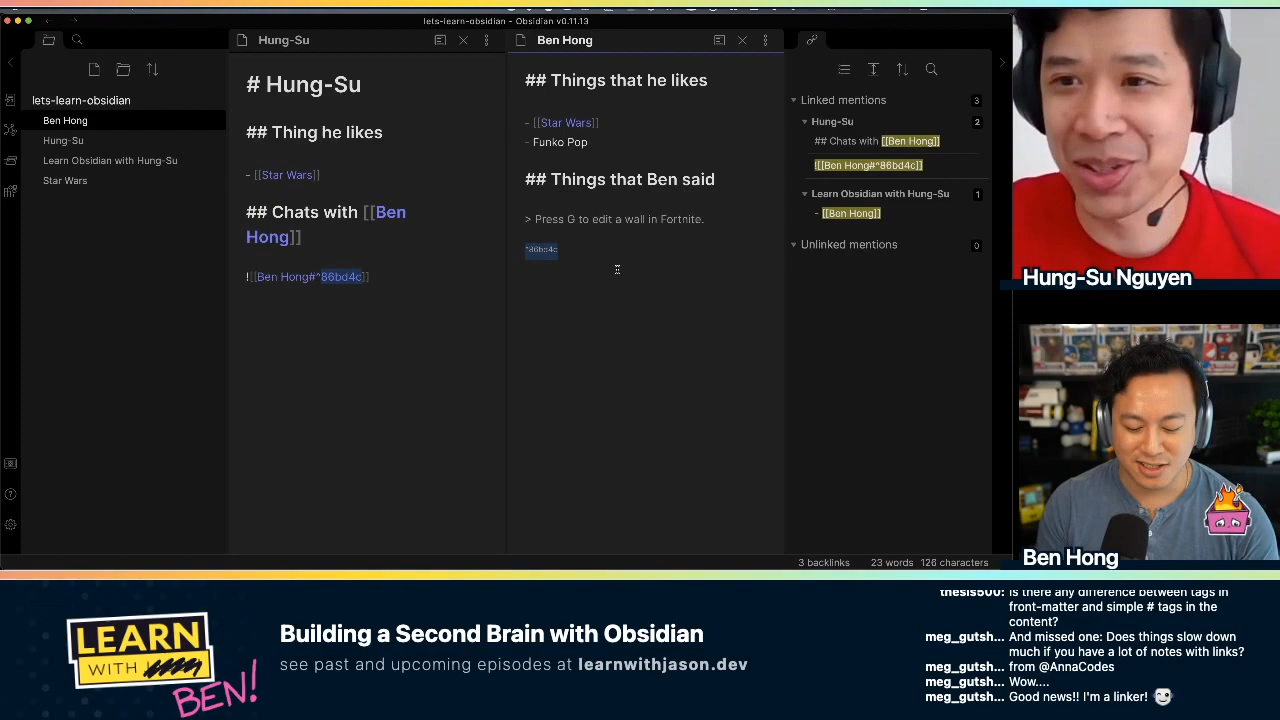 lets-learn-obsidian - Obsidian v0.11.13
Hung-Su
Ben Hong
lets-learn-obsidian
Ben Hong
Hung-Su
Learn Obsidian with Hung-Su
Star Wars
# Hung-Su
## Thing he likes
- [[Star Wars]]
## Chats with [[Ben
Hong]]
![[Ben Hong#^86bd4c]]
## Things that he likes
- [[Star Wars]]
- Funko Pop
## Things that Ben said
> Press G to edit a wall in Fortnite.
^86bd4c
Linked mentions 3
Hung-Su 2
## Chats with [[Ben Hong]]
![[Ben Hong#^86bd4c]]
Learn Obsidian with Hung-Su 1
- [[Ben Hong]]
Unlinked mentions 0
3 backlinks 23 words 126 characters
Hung-Su Nguyen
Ben Hong
LEARN
WITH
BEN!
Building a Second Brain with Obsidian
see past and upcoming episodes at learnwithjason.dev
thesis500: Is there any difference between tags in
front-matter and simple # tags in the
content?
meg_gutsh... And missed one: Does things slow down
much if you have a lot of notes with links?
meg_gutsh... from @AnnaCodes
meg_gutsh... Wow....
meg_gutsh... Good news!! I'm a linker!